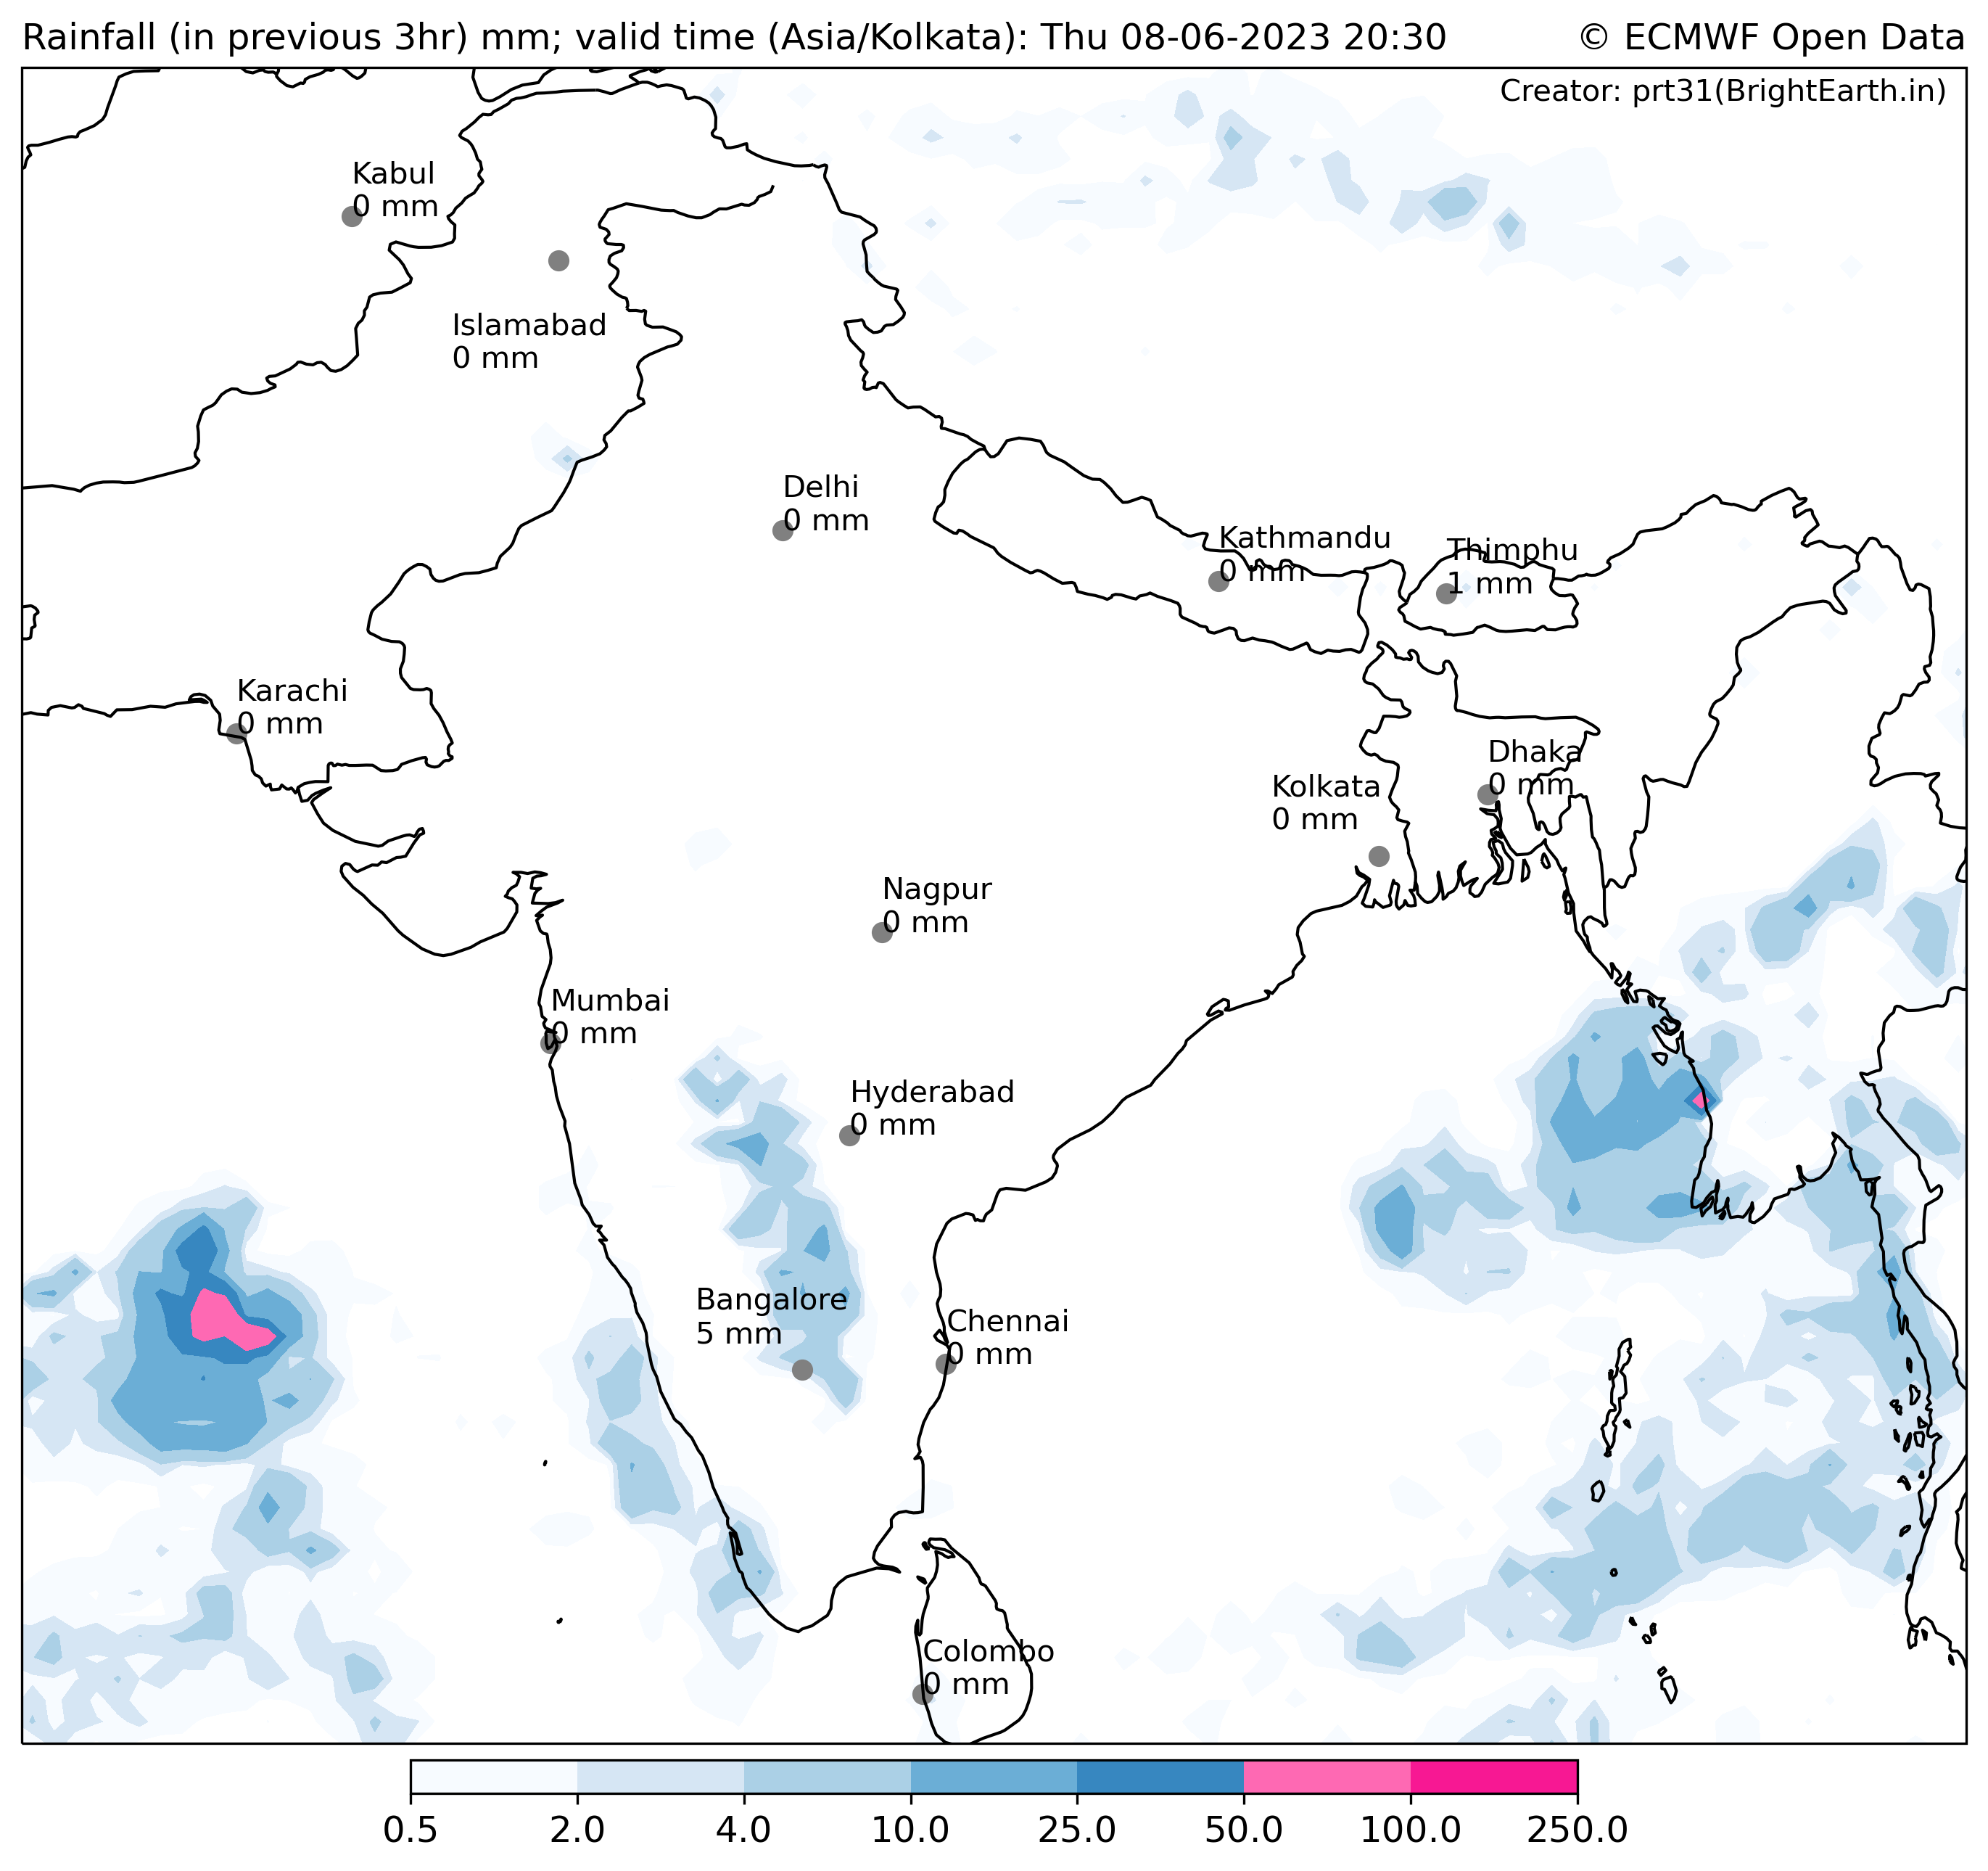 Rainfall (in previous 3hr) mm; valid time (Asia/Kolkata): Thu 08-06-2023 20:30
© ECMWF Open Data
Creator: prt31(BrightEarth.in)
Kabul
0 mm
Islamabad
0 mm
Delhi
0 mm
Kathmandu
0 mm
Thimphu
1 mm
Karachi
0 mm
Dhaka
0 mm
Kolkata
0 mm
Nagpur
0 mm
Mumbai
0 mm
Hyderabad
0 mm
Bangalore
5 mm
Chennai
0 mm
Colombo
0 mm
0.5 2.0 4.0 10.0 25.0 50.0 100.0 250.0